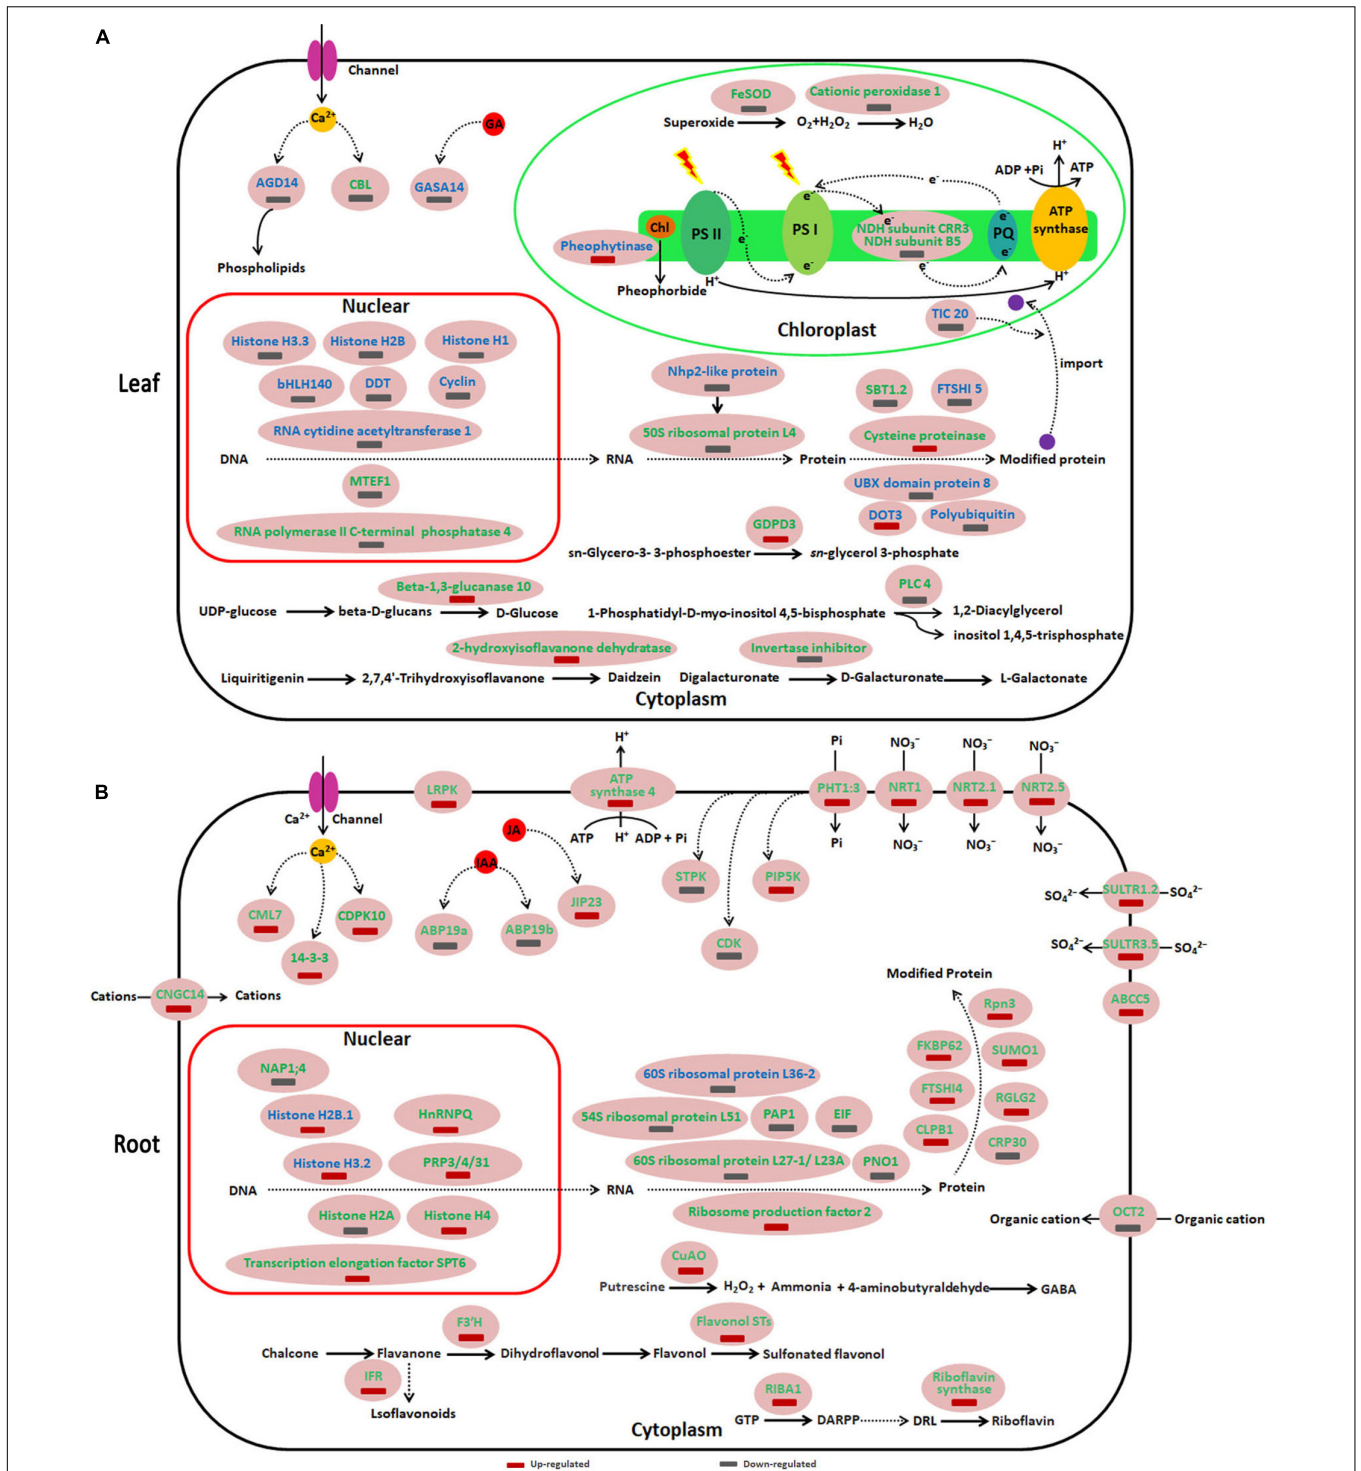 A
Channel
Ca2+
GA
AGD14
CBL
GASA14
Phospholipids
FeSOD
Cationic peroxidase 1
Superoxide
O2+H2O2
H2O
H+
ADP +Pi
ATP
e-
e-
e-
e-
Chl
PS II
e-
PS I
NDH subunit CRR3
NDH subunit B5
PQ
ATP
synthase
Pheophytinase
e-
e-
e-
H+
H+
Pheophorbide
Chloroplast
TIC 20
import
Leaf
Nuclear
Histone H3.3
Histone H2B
Histone H1
bHLH140
DDT
Cyclin
RNA cytidine acetyltransferase 1
DNA
RNA
Protein
Modified protein
MTEF1
RNA polymerase II C-terminal phosphatase 4
Nhp2-like protein
50S ribosomal protein L4
SBT1.2
FTSHI 5
Cysteine proteinase
UBX domain protein 8
DOT3
Polyubiquitin
GDPD3
sn-Glycero-3- 3-phosphoester
sn-glycerol 3-phosphate
Beta-1,3-glucanase 10
UDP-glucose
beta-D-glucans
D-Glucose
PLC 4
1-Phosphatidyl-D-myo-inositol 4,5-bisphosphate
1,2-Diacylglycerol
inositol 1,4,5-trisphosphate
2-hydroxyisoflavanone dehydratase
Liquiritigenin
2,7,4'-Trihydroxyisoflavanone
Daidzein
Invertase inhibitor
Digalacturonate
D-Galacturonate
L-Galactonate
Cytoplasm
B
Ca2+
Channel
Ca2+
CML7
CDPK10
14-3-3
LRPK
JA
IAA
ABP19a
ABP19b
JIP23
H+
ATP
synthase 4
ATP
H+
ADP + Pi
STPK
PIP5K
CDK
Pi
PHT1:3
Pi
NO3−
NRT1
NO3−
NO3−
NRT2.1
NO3−
NO3−
NRT2.5
NO3−
SO42−
SULTR1.2
SO42−
SO42−
SULTR3.5
SO42−
ABCC5
Cations
CNGC14
Cations
Root
Nuclear
NAP1;4
Histone H2B.1
HnRNPQ
Histone H3.2
PRP3/4/31
DNA
RNA
Protein
Histone H2A
Histone H4
Transcription elongation factor SPT6
60S ribosomal protein L36-2
54S ribosomal protein L51
PAP1
EIF
60S ribosomal protein L27-1/ L23A
PNO1
Ribosome production factor 2
Modified Protein
Rpn3
FKBP62
SUMO1
FTSHI4
RGLG2
CLPB1
CRP30
Organic cation
OCT2
Organic cation
CuAO
Putrescine
H2O2 + Ammonia + 4-aminobutyraldehyde
GABA
F3'H
Flavonol STs
Chalcone
Flavanone
Dihydroflavonol
Flavonol
Sulfonated flavonol
IFR
Lsoflavonoids
RIBA1
Riboflavin
synthase
GTP
DARPP
DRL
Riboflavin
Cytoplasm
Up-regulated
Down-regulated